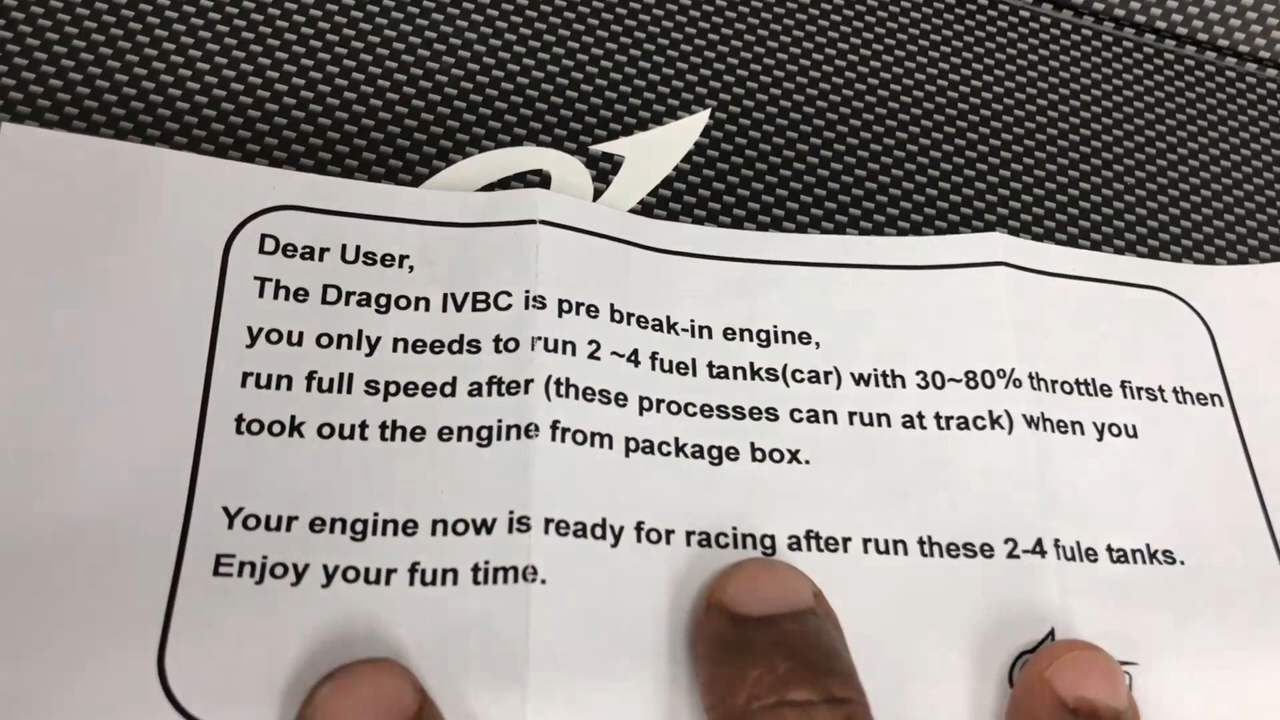 Dear User,
The Dragon IVBC is pre break-in engine,
you only needs to run 2 ~4 fuel tanks(car) with 30~80% throttle first then
run full speed after (these processes can run at track) when you
took out the engine from package box.
Your engine now is ready for racing after run these 2-4 fule tanks.
Enjoy your fun time.